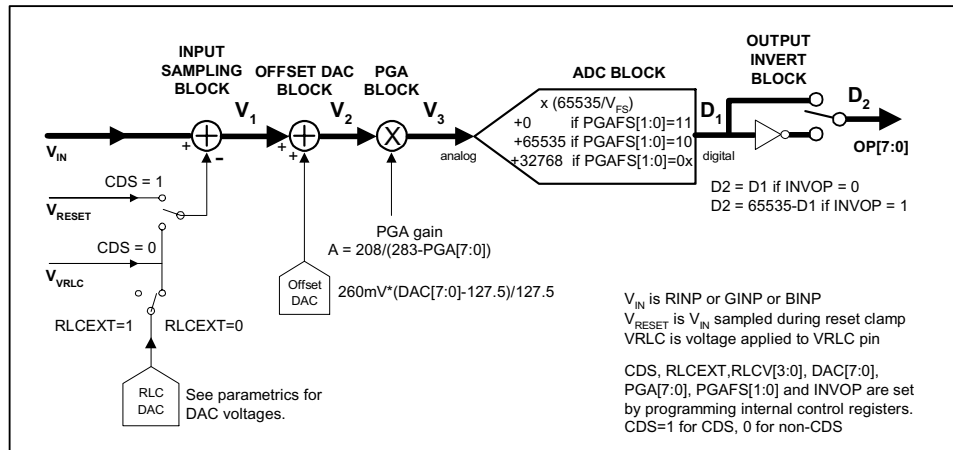 INPUT
SAMPLING
BLOCK
OFFSET DAC
BLOCK
PGA
BLOCK
ADC BLOCK
OUTPUT
INVERT
BLOCK
V1
V2
V3
x (65535/VFS)
+0 if PGAFS[1:0]=11
+65535 if PGAFS[1:0]=10
+32768 if PGAFS[1:0]=0x
D1
D2
VIN
+
-
+
+
X
analog
digital
OP[7:0]
CDS = 1
VRESET
CDS = 0
VVRLC
RLCEXT=1
RLCEXT=0
RLC
DAC
See parametrics for
DAC voltages.
PGA gain
A = 208/(283-PGA[7:0])
Offset
DAC
260mV*(DAC[7:0]-127.5)/127.5
D2 = D1 if INVOP = 0
D2 = 65535-D1 if INVOP = 1
VIN is RINP or GINP or BINP
VRESET is VIN sampled during reset clamp
VRLC is voltage applied to VRLC pin
CDS, RLCEXT,RLCV[3:0], DAC[7:0],
PGA[7:0], PGAFS[1:0] and INVOP are set
by programming internal control registers.
CDS=1 for CDS, 0 for non-CDS